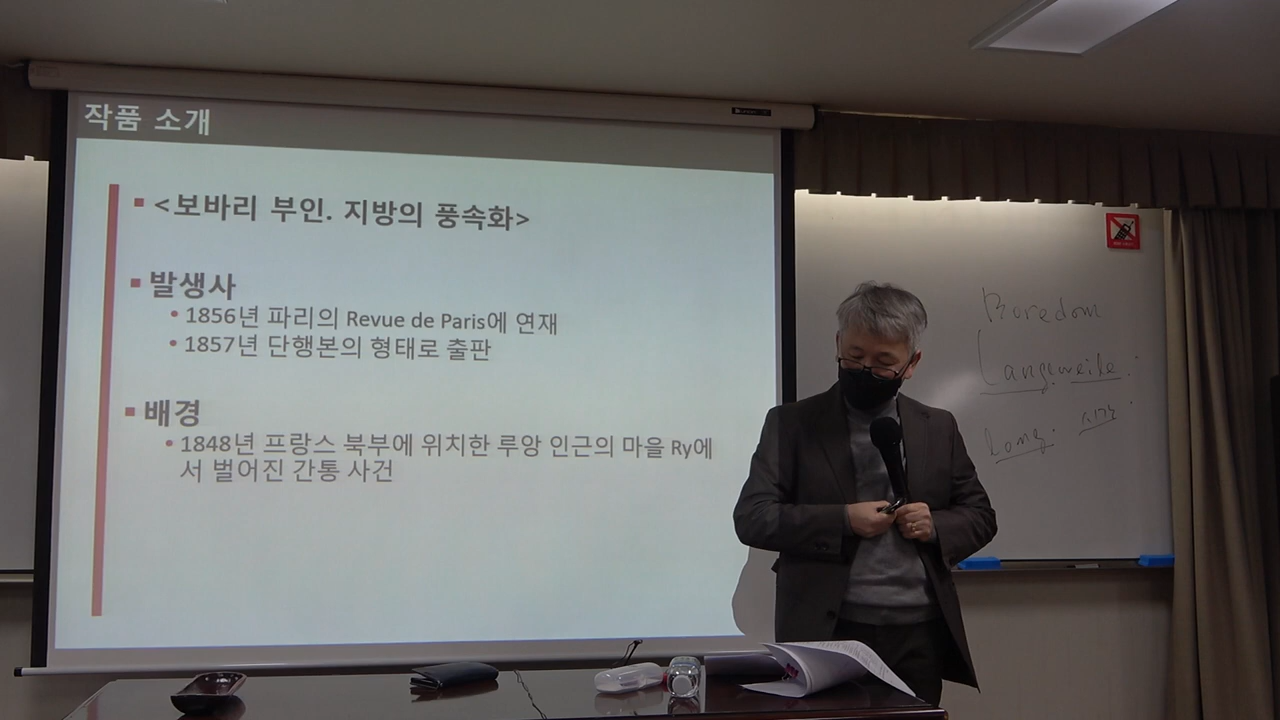 작품 소개
<보바리 부인. 지방의 풍속화>
발생사
1856년 파리의 Revue de Paris에 연재
1857년 단행본의 형태로 출판
배경
1848년 프랑스 북부에 위치한 루앙 인근의 마을 Ry에
서 벌어진 간통 사건
Boredom
Langeweile
Long. 시간